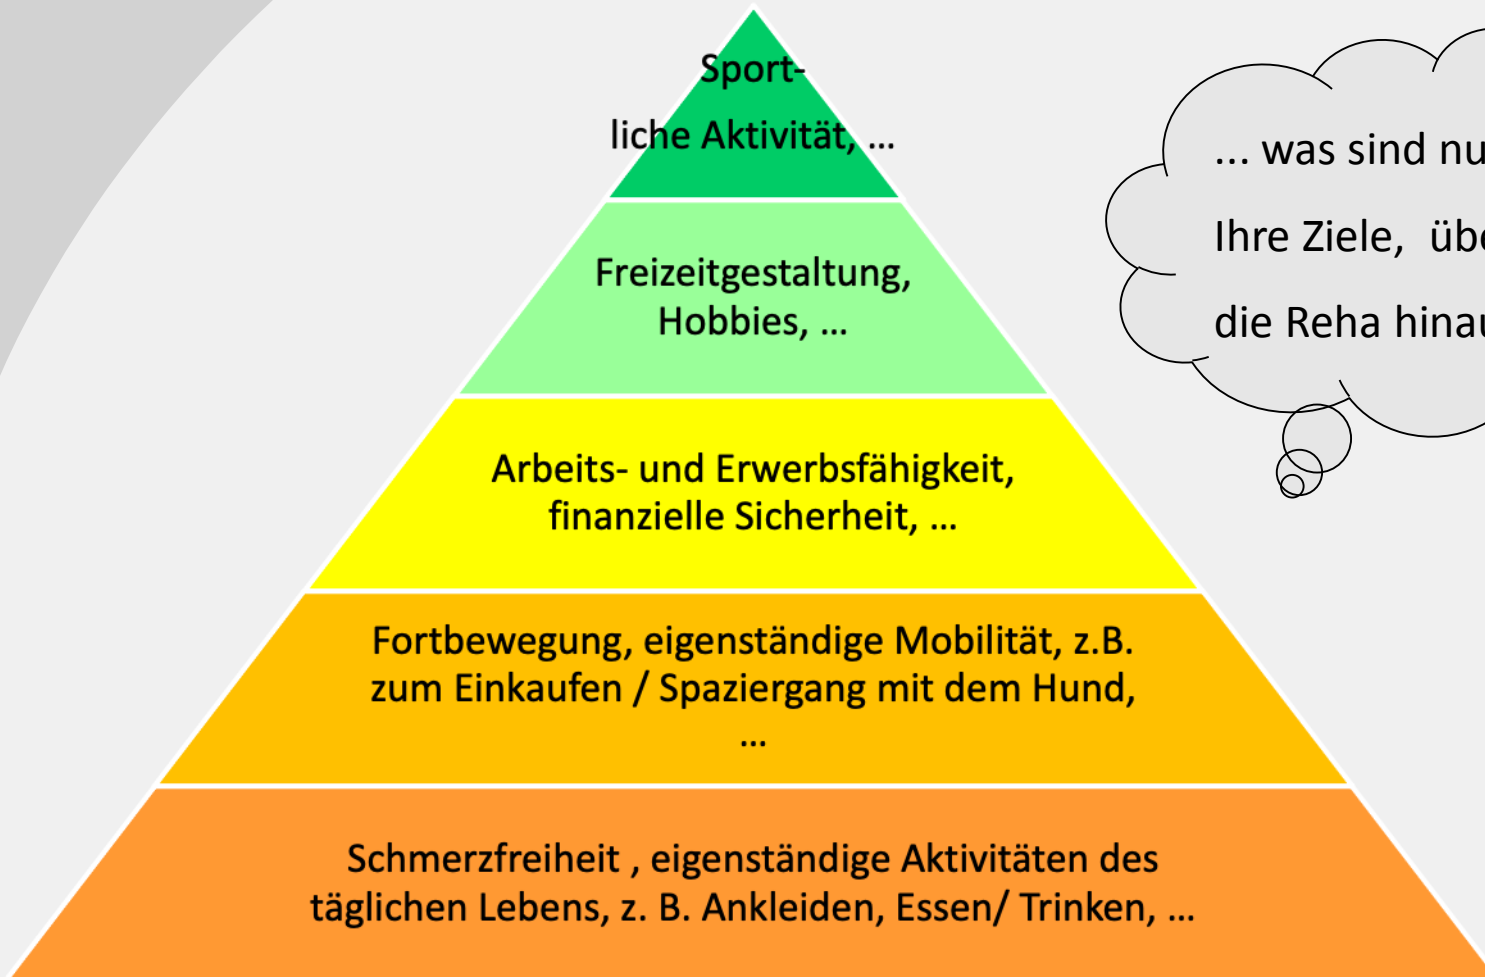 Sport-
liche Aktivität, ...
Freizeitgestaltung,
Hobbies, ...
Arbeits- und Erwerbsfähigkeit,
finanzielle Sicherheit, ...
Fortbewegung, eigenständige Mobilität, z.B.
zum Einkaufen / Spaziergang mit dem Hund,
...
Schmerzfreiheit , eigenständige Aktivitäten des
täglichen Lebens, z. B. Ankleiden, Essen/ Trinken, ...
... was sind
Ihre Ziele,
die Reha